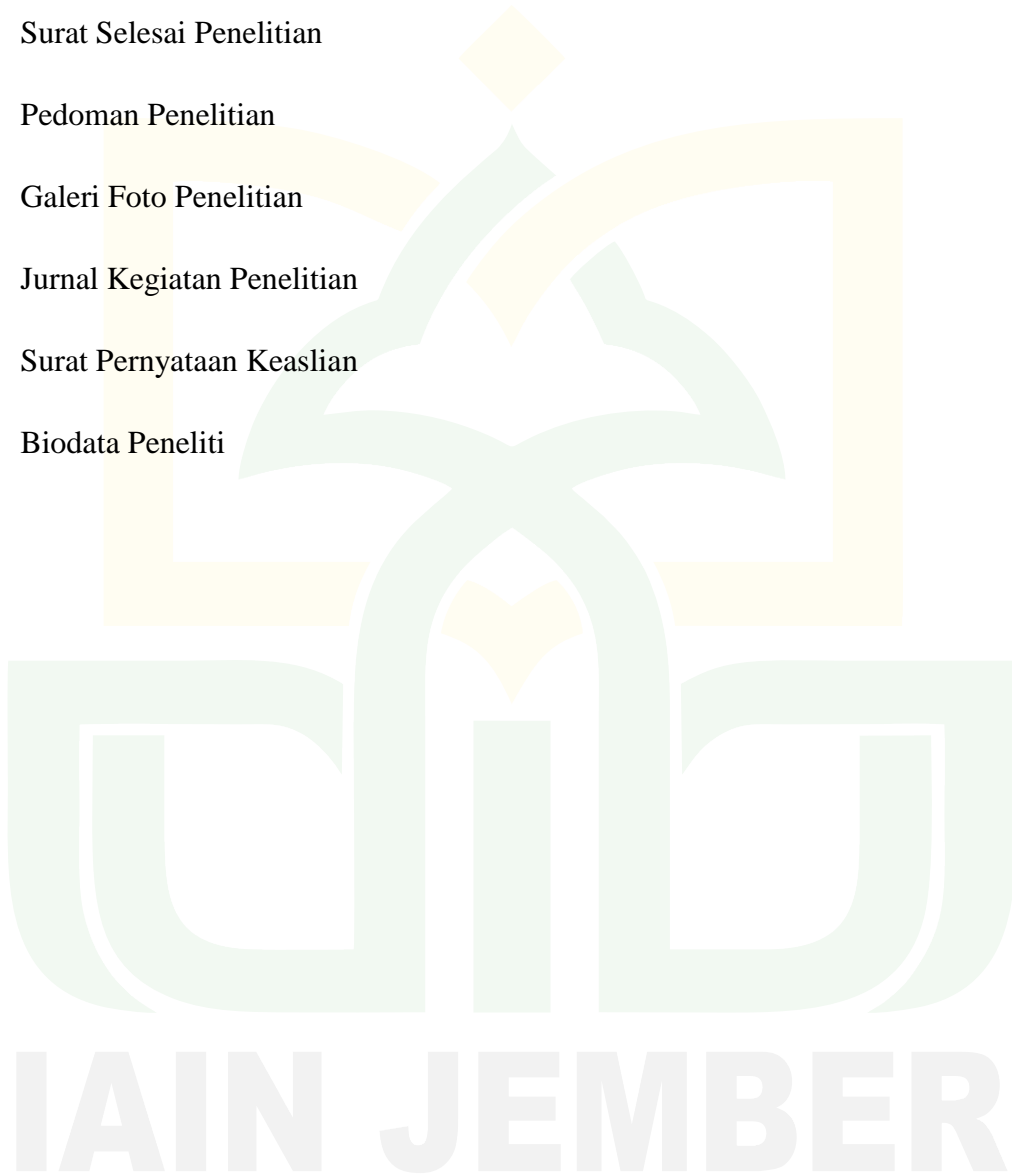 Surat Selesai Penelitian
Pedoman Penelitian
Galeri Foto Penelitian
Jurnal Kegiatan Penelitian
Surat Pernyataan Keaslian
Biodata Peneliti
IAIN JEMBER